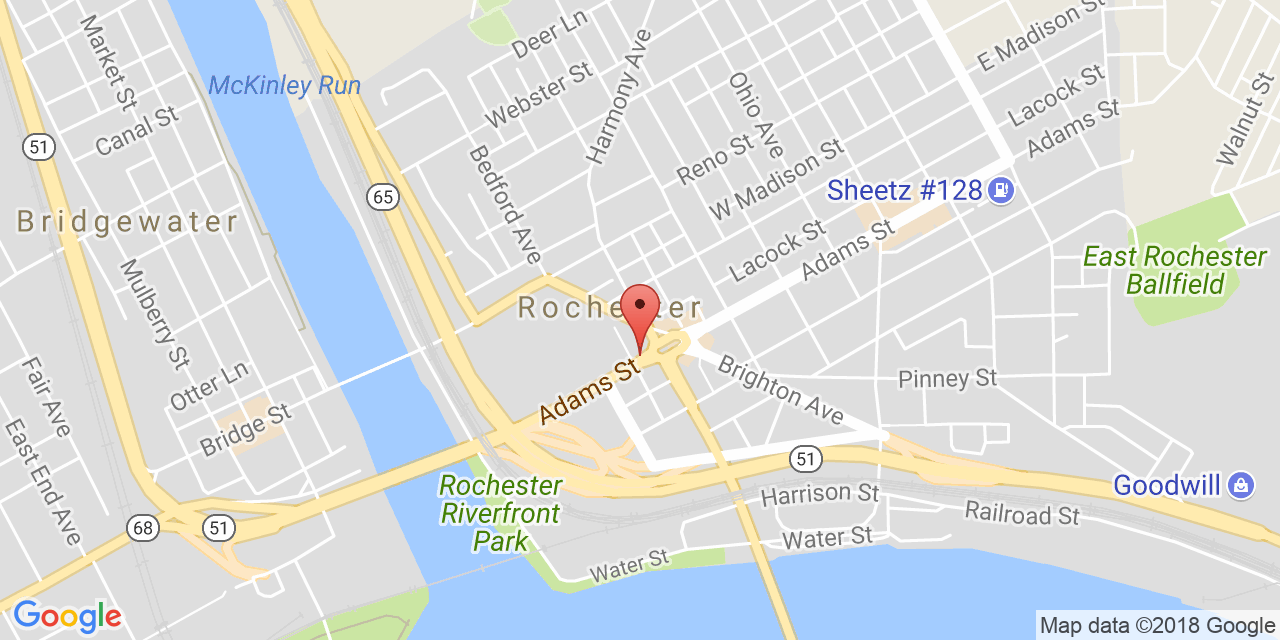 Market St
Canal St
McKinley Run
Deer Ln
Webster St
Harmony Ave
Ohio Ave
E Madison St
Lacock St
Adams St
Walnut St
51
65
Bedford Ave
Reno St
W Madison St
Sheetz #128
Bridgewater
Lacock St
Adams St
East Rochester
Ballfield
Mulberry St
Rochester
Fair Ave
Otter Ln
Adams St
Brighton Ave
Pinney St
East End Ave
Bridge St
51
Rochester
Riverfront
Park
Goodwill
Harrison St
Railroad St
68
51
Water St
Water St
Google
Map data ©2018 Google